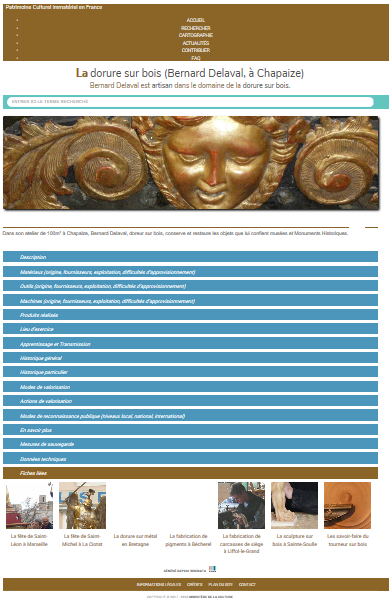 Patrimoine Culturel Immatériel en France
ACCUEIL
RECHERCHER
CARTOGRAPHIE
ACTUALITÉS
CONTRIBUER
FAQ
La dorure sur bois (Bernard Delaval, à Chapaize)
Bernard Delaval est artisan dans le domaine de la dorure sur bois.
ENTRER ICI LE TERME RECHERCHÉ
Dans son atelier de 100m² à Chapaize, Bernard Delaval, doreur sur bois, conserve et restaure les objets que lui confient musées et Monuments Historiques.
Description
Matériaux (origine, fournisseurs, exploitation, difficultés d'approvisionnement)
Outils (origine, fournisseurs, exploitation, difficultés d'approvisionnement)
Machines (origine, fournisseurs, exploitation, difficultés d'approvisionnement)
Produits réalisés
Lieu d'exercice
Apprentissage et Transmission
Historique général
Historique particulier
Modes de valorisation
Actions de valorisation
Modes de reconnaissance publique (niveaux local, national, international)
En savoir plus
Mesures de sauvegarde
Données techniques
Fiches liées
La fête de Saint-Léon à Marseille
La fête de Saint-Michel à La Ciotat
La dorure sur métal en Bretagne
La fabrication de pigments à Bécherel
La fabrication de carcasses de siège à Liffol-le-Grand
La sculpture sur bois à Sainte-Soulle
Les savoir-faire du tourneur sur bois
INFORMATIONS LÉGALES CRÉDITS PLAN DU SITE CONTACT
MINISTÈRE DE LA CULTURE